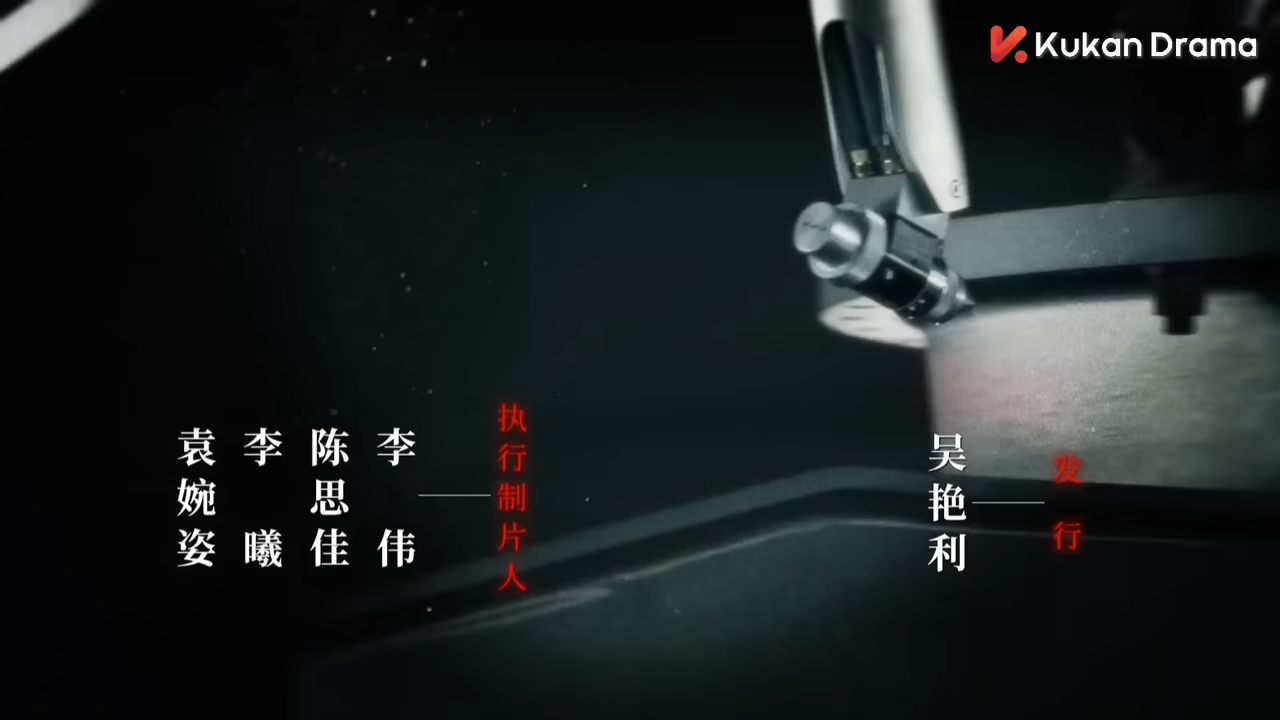 Kukan Drama
发行
吴艳利
执行制片人
李伟
陈思佳
李曦
袁婉姿